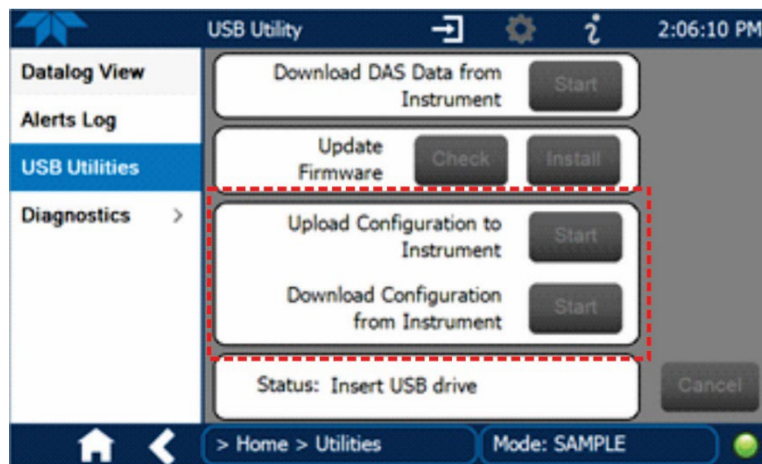 USB Utility
2:06:10 PM
Datalog View
Alerts Log
USB Utilities
Diagnostics >
Download DAS Data from
Instrument
Start
Update
Firmware
Check
Install
Upload Configuration to
Instrument
Start
Download Configuration
from Instrument
Start
Status: Insert USB drive
Cancel
> Home > Utilities
Mode: SAMPLE